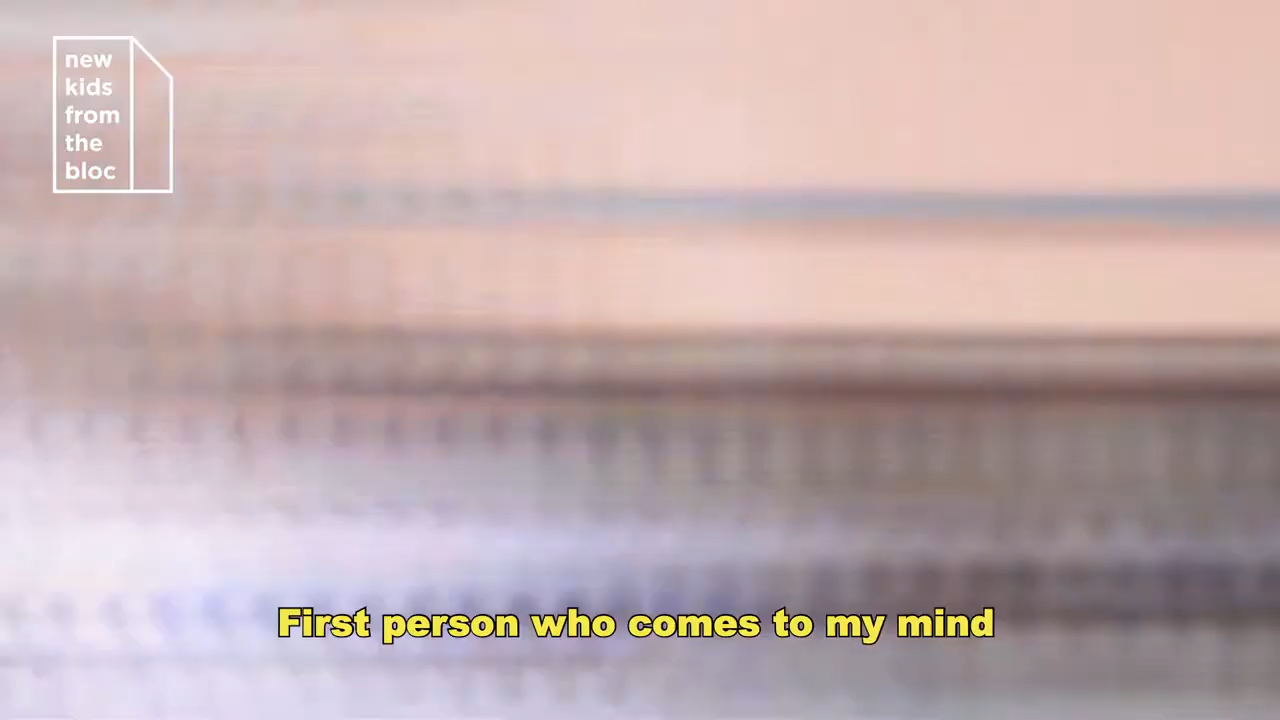 new
kids
from
the
bloc
First person who comes to my mind